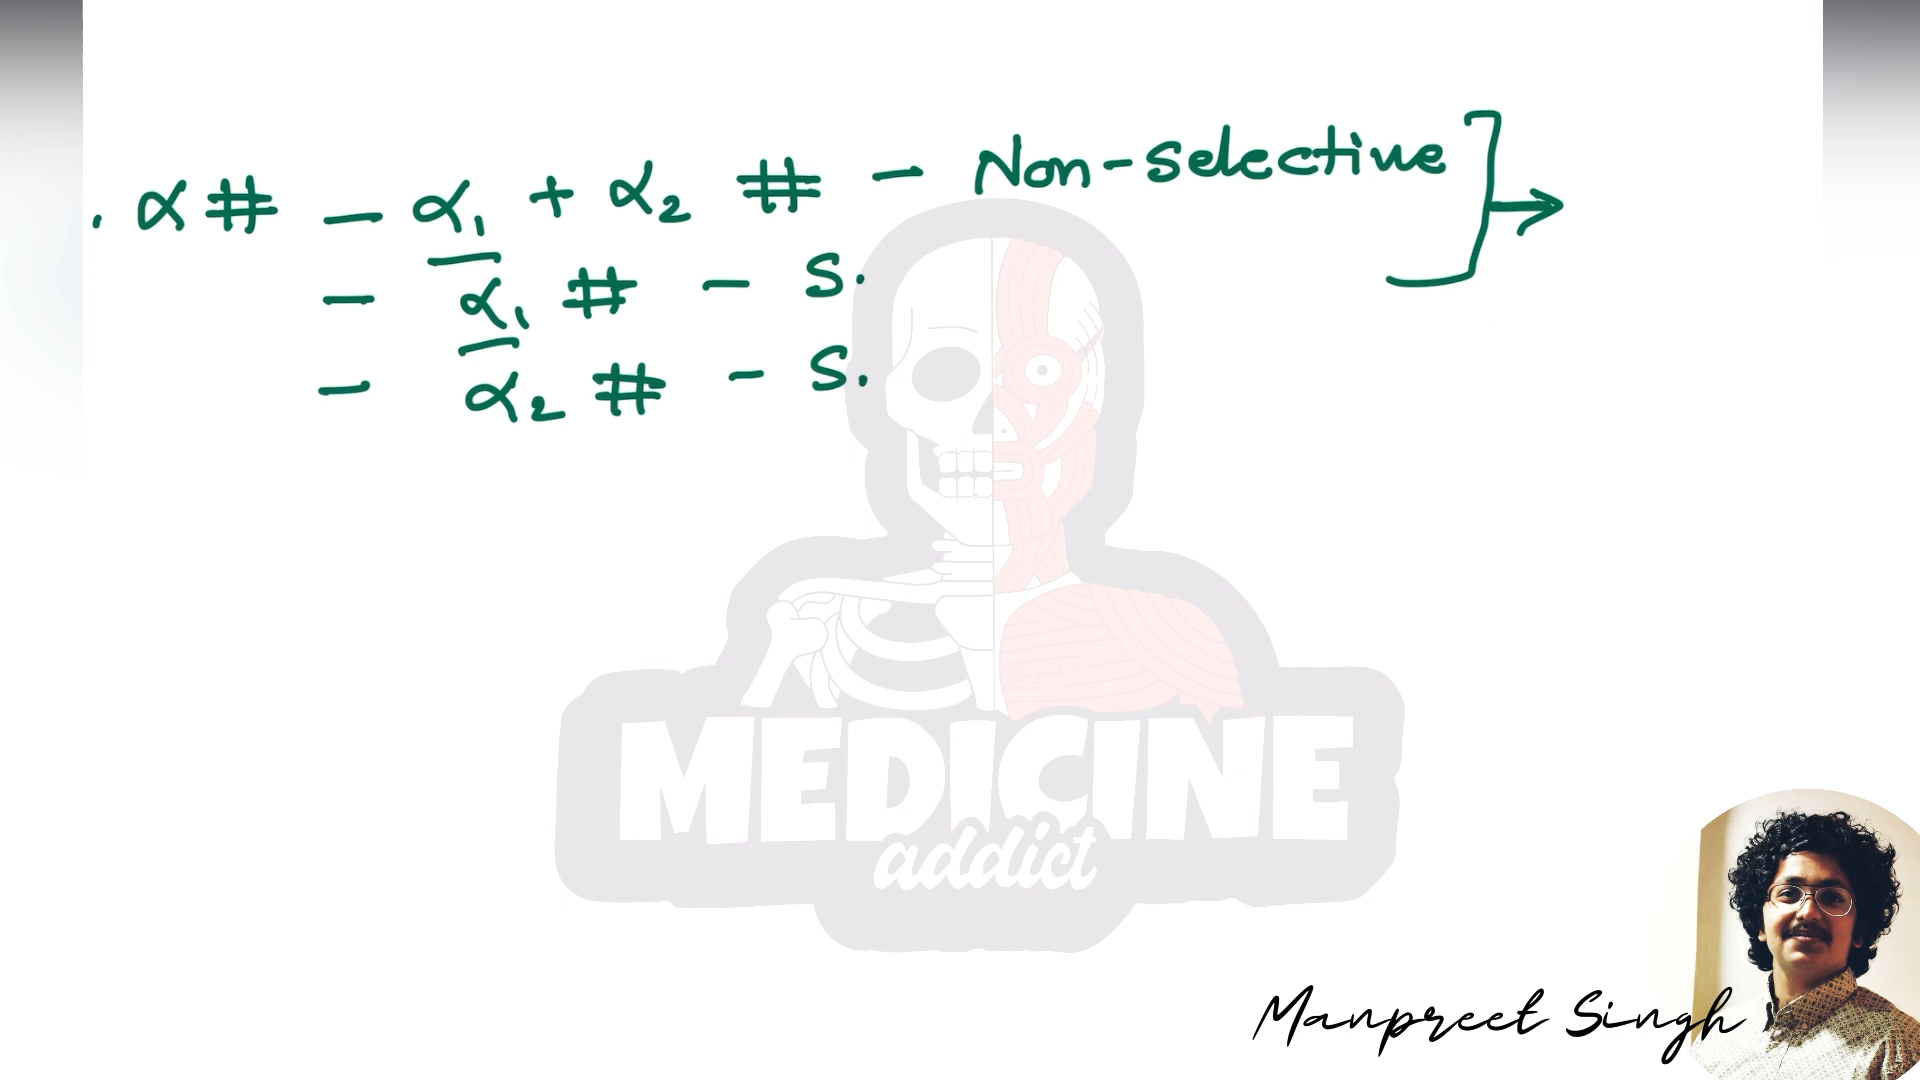 . α # - α₁ + α₂ # - Non-selective ] →
- α₁ # - S.
- α₂ # - S.
MEDICINE
addict
Manpreet Singh